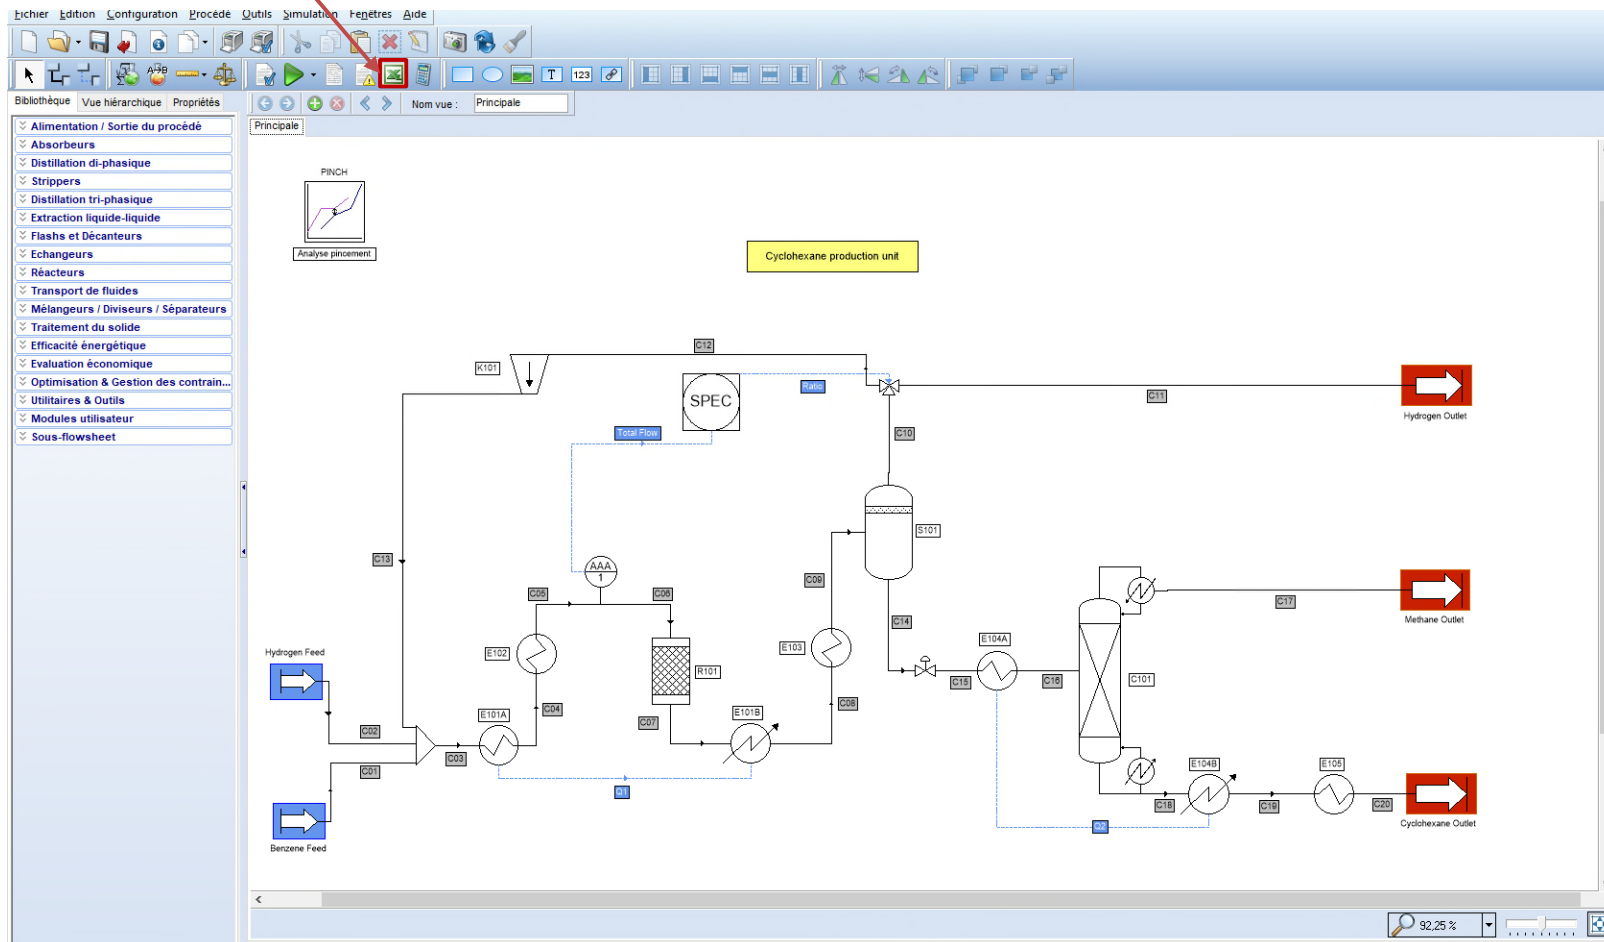 Fichier Edition Configuration Procédé Outils Simulation Fenêtres Aide
T 123
Bibliothèque Vue hiérarchique Propriétés
Nom vue : Principale
Principale
Alimentation / Sortie du procédé
Absorbeurs
Distillation di-phasique
Strippers
Distillation tri-phasique
Extraction liquide-liquide
Flashs et Décanteurs
Echangeurs
Réacteurs
Transport de fluides
Mélangeurs / Diviseurs / Séparateurs
Traitement du solide
Efficacité énergétique
Evaluation économique
Optimisation & Gestion des contrain...
Utilitaires & Outils
Modules utilisateur
Sous-flowsheet
PINCH
Analyse pincement
Cyclohexane production unit
C12
K101
SPEC
Ratio
C11
Hydrogen Outlet
Total Flow
C10
S101
C13
AAA
1
C09
C05
C06
C17
Methane Outlet
C14
E104A
E102
E103
Hydrogen Feed
R101
C15
C16
C101
C04
C08
E101A
E101B
C07
C02
C03
C01
E104B
E105
Q1
C18
C19
C20
Cyclohexane Outlet
Q2
Benzene Feed
92,25 %